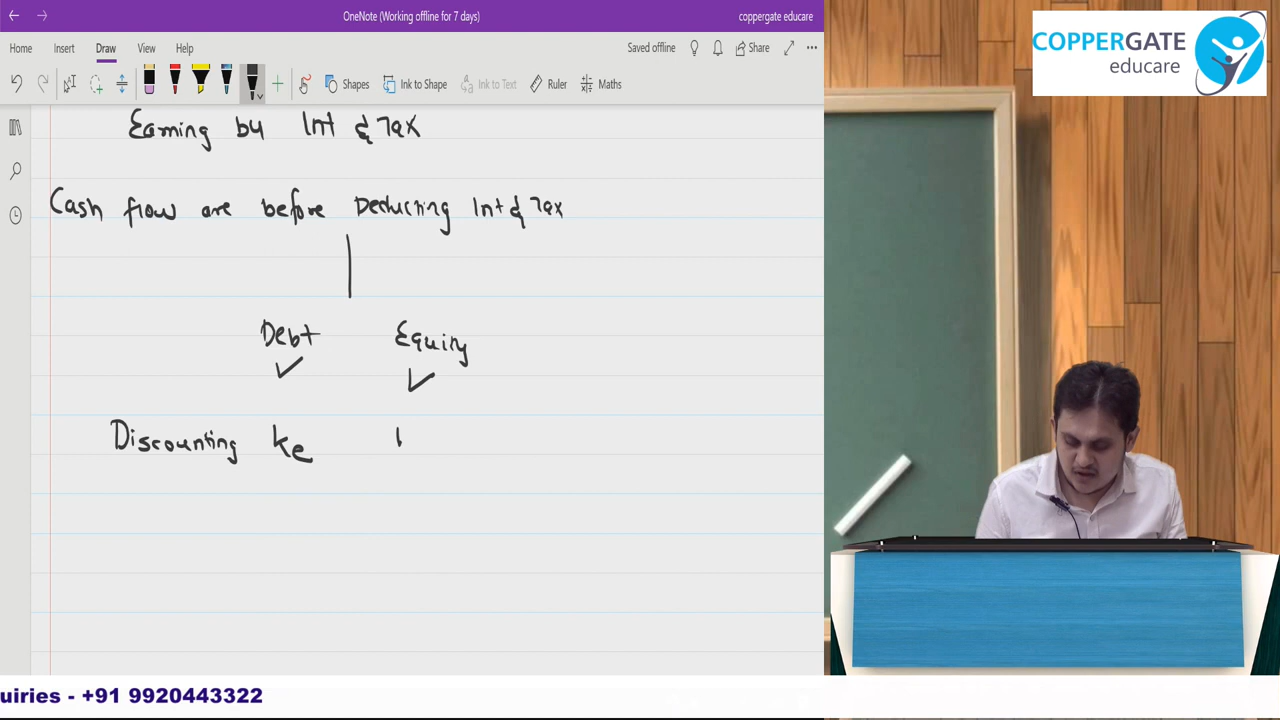 OneNote (Working offline for 7 days)
coppergate educare
Home Insert Draw View Help
Saved offline Share
Shapes Ink to Shape Ink to Text Ruler Maths
COPPERGATE
educare
Earning by Int & Tax
Cash flow are before Deducting Int & Tax
Debt Equity
Discounting ke
uiries - +91 9920443322